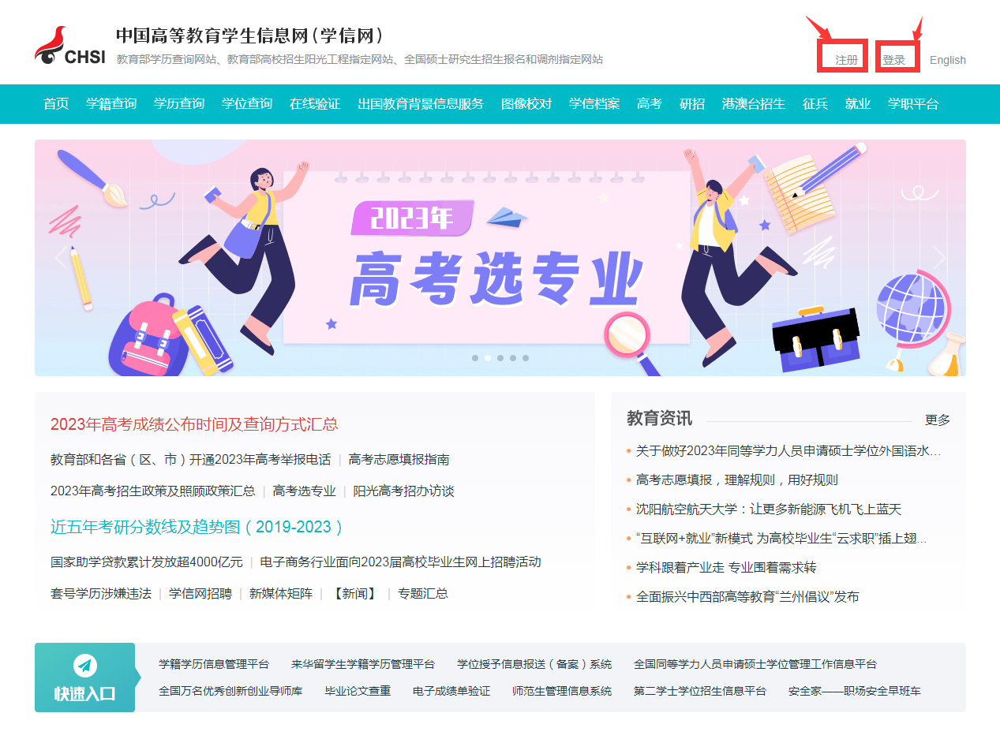 中国高等教育学生信息网(学信网)
CHSI
教育部学历查询网站、教育部高校招生阳光工程指定网站、全国硕士研究生招生报名和调剂指定网站
注册 | 登录 English
首页 学籍查询 学历查询 学位查询 在线验证 出国教育背景信息服务 图像校对 学信档案 高考 研招 港澳台招生 征兵 就业 学职平台
2023年
高考选专业
2023年高考成绩公布时间及查询方式汇总
教育部和各省（区、市）开通2023年高考举报电话 | 高考志愿填报指南
2023年高考招生政策及照顾政策汇总 | 高考选专业 | 阳光高考招办访谈
近五年考研分数线及趋势图（2019-2023）
国家助学贷款累计发放超4000亿元 | 电子商务行业面向2023届高校毕业生网上招聘活动
套号学历涉嫌违法 | 学信网招聘 | 新媒体矩阵 | 【新闻】 | 专题汇总
教育资讯 更多
关于做好2023年同等学力人员申请硕士学位外国语水...
高考志愿填报，理解规则，用好规则
沈阳航空航天大学：让更多新能源飞机飞上蓝天
“互联网+就业”新模式 为高校毕业生“云求职”插上翅...
学科跟着产业走 专业围着需求转
全面振兴中西部高等教育“兰州倡议”发布
快速入口
学籍学历信息管理平台 来华留学生学籍学历管理平台 学位授予信息报送（备案）系统 全国同等学力人员申请硕士学位管理工作信息平台
全国万名优秀创新创业导师库 毕业论文查重 电子成绩单验证 师范生管理信息系统 第二学士学位招生信息平台 安全家——职场安全早班车